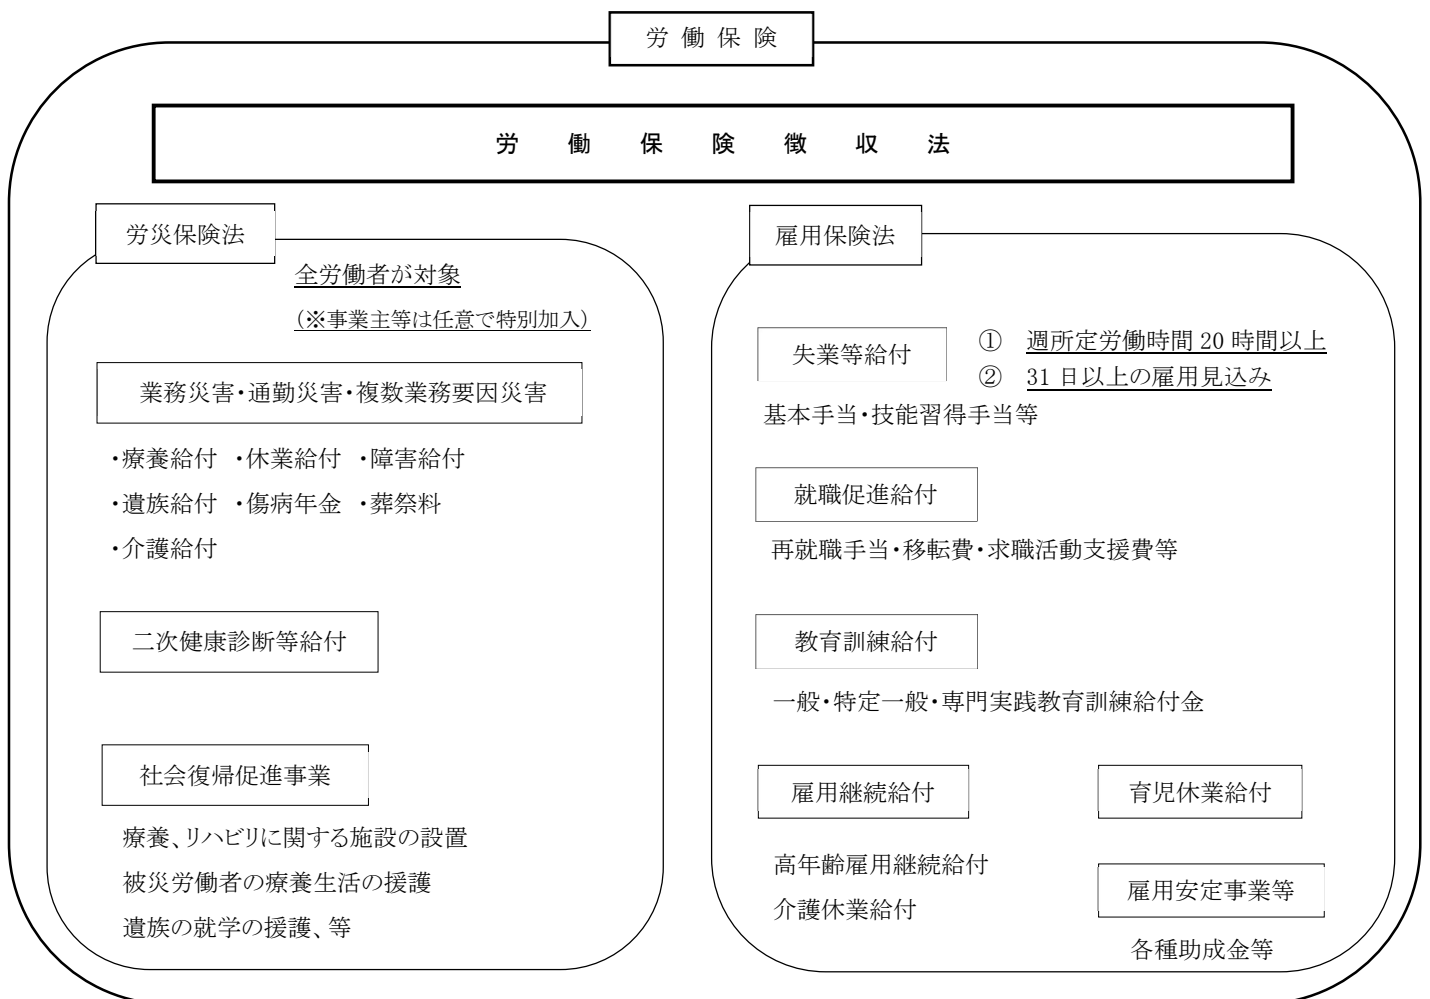 労働保険
労働保険徴収法
労災保険法
全労働者が対象
(※事業主等は任意で特別加入)
業務災害・通勤災害・複数業務要因災害
・療養給付 ・休業給付 ・障害給付
・遺族給付 ・傷病年金 ・葬祭料
・介護給付
二次健康診断等給付
社会復帰促進事業
療養、リハビリに関する施設の設置
被災労働者の療養生活の援護
遺族の就学の援護、等
雇用保険法
失業等給付
① 週所定労働時間 20 時間以上
② 31 日以上の雇用見込み
基本手当・技能習得手当等
就職促進給付
再就職手当・移転費・求職活動支援費等
教育訓練給付
一般・特定一般・専門実践教育訓練給付金
雇用継続給付
高年齢雇用継続給付
介護休業給付
育児休業給付
雇用安定事業等
各種助成金等